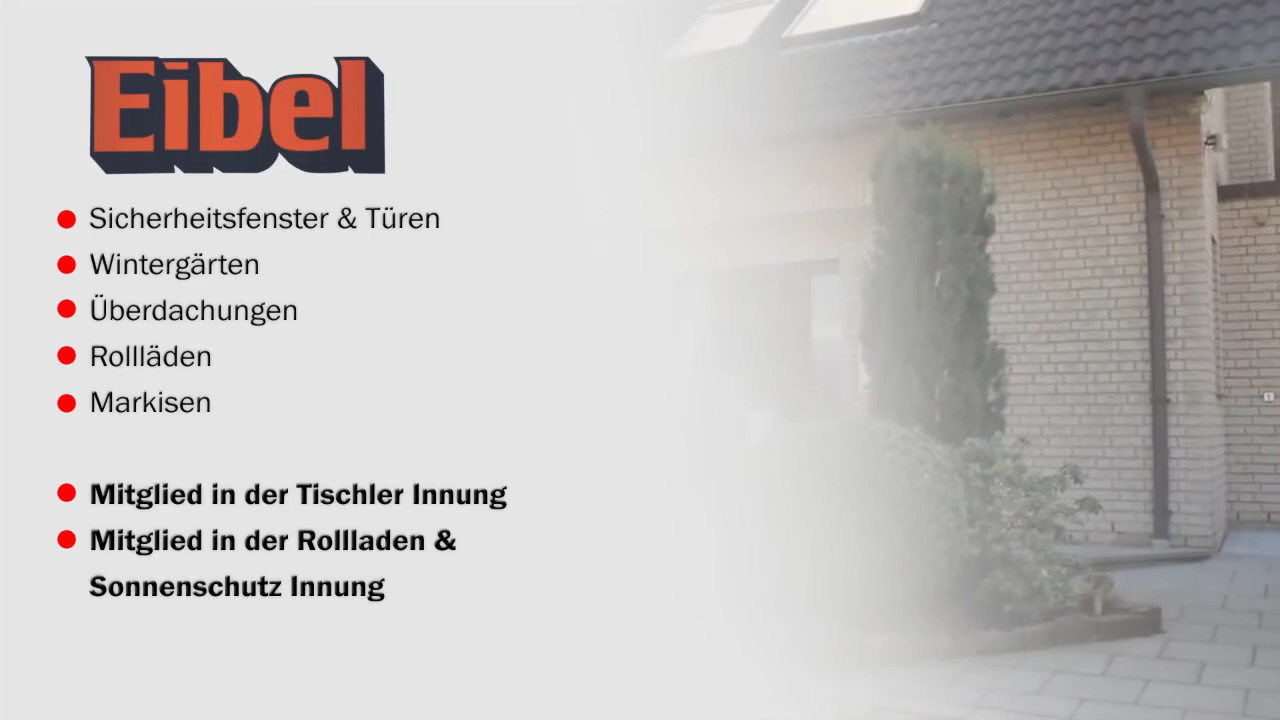 Eibel
Sicherheitsfenster & Türen
Wintergärten
Überdachungen
Rollläden
Markisen
Mitglied in der Tischler Innung
Mitglied in der Rollladen &
Sonnenschutz Innung